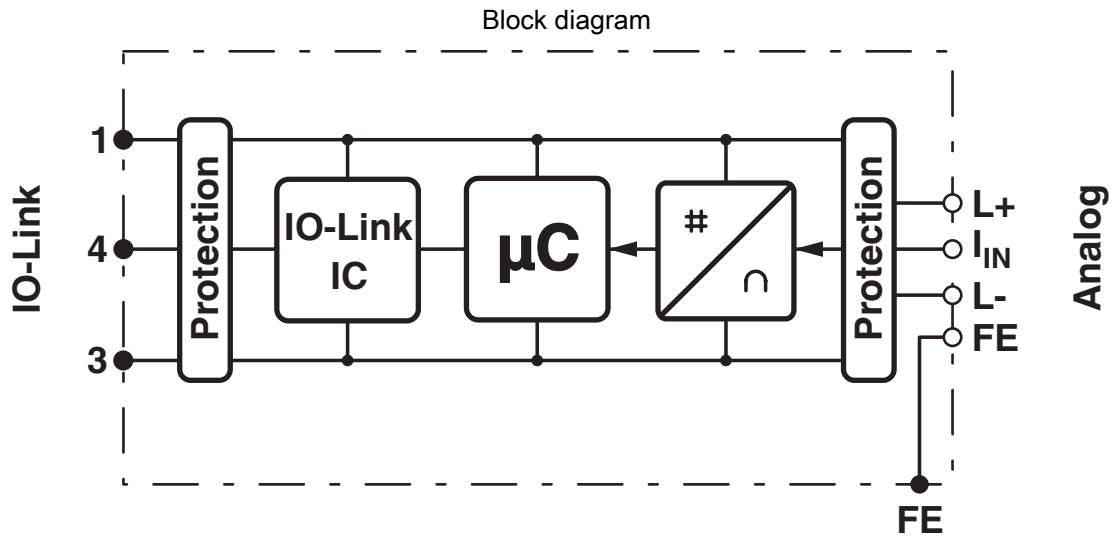 Block diagram
IO-Link
1
4
3
Protection
IO-Link
IC
µC
#
∩
Protection
L+
I_IN
L-
FE
FE
Analog